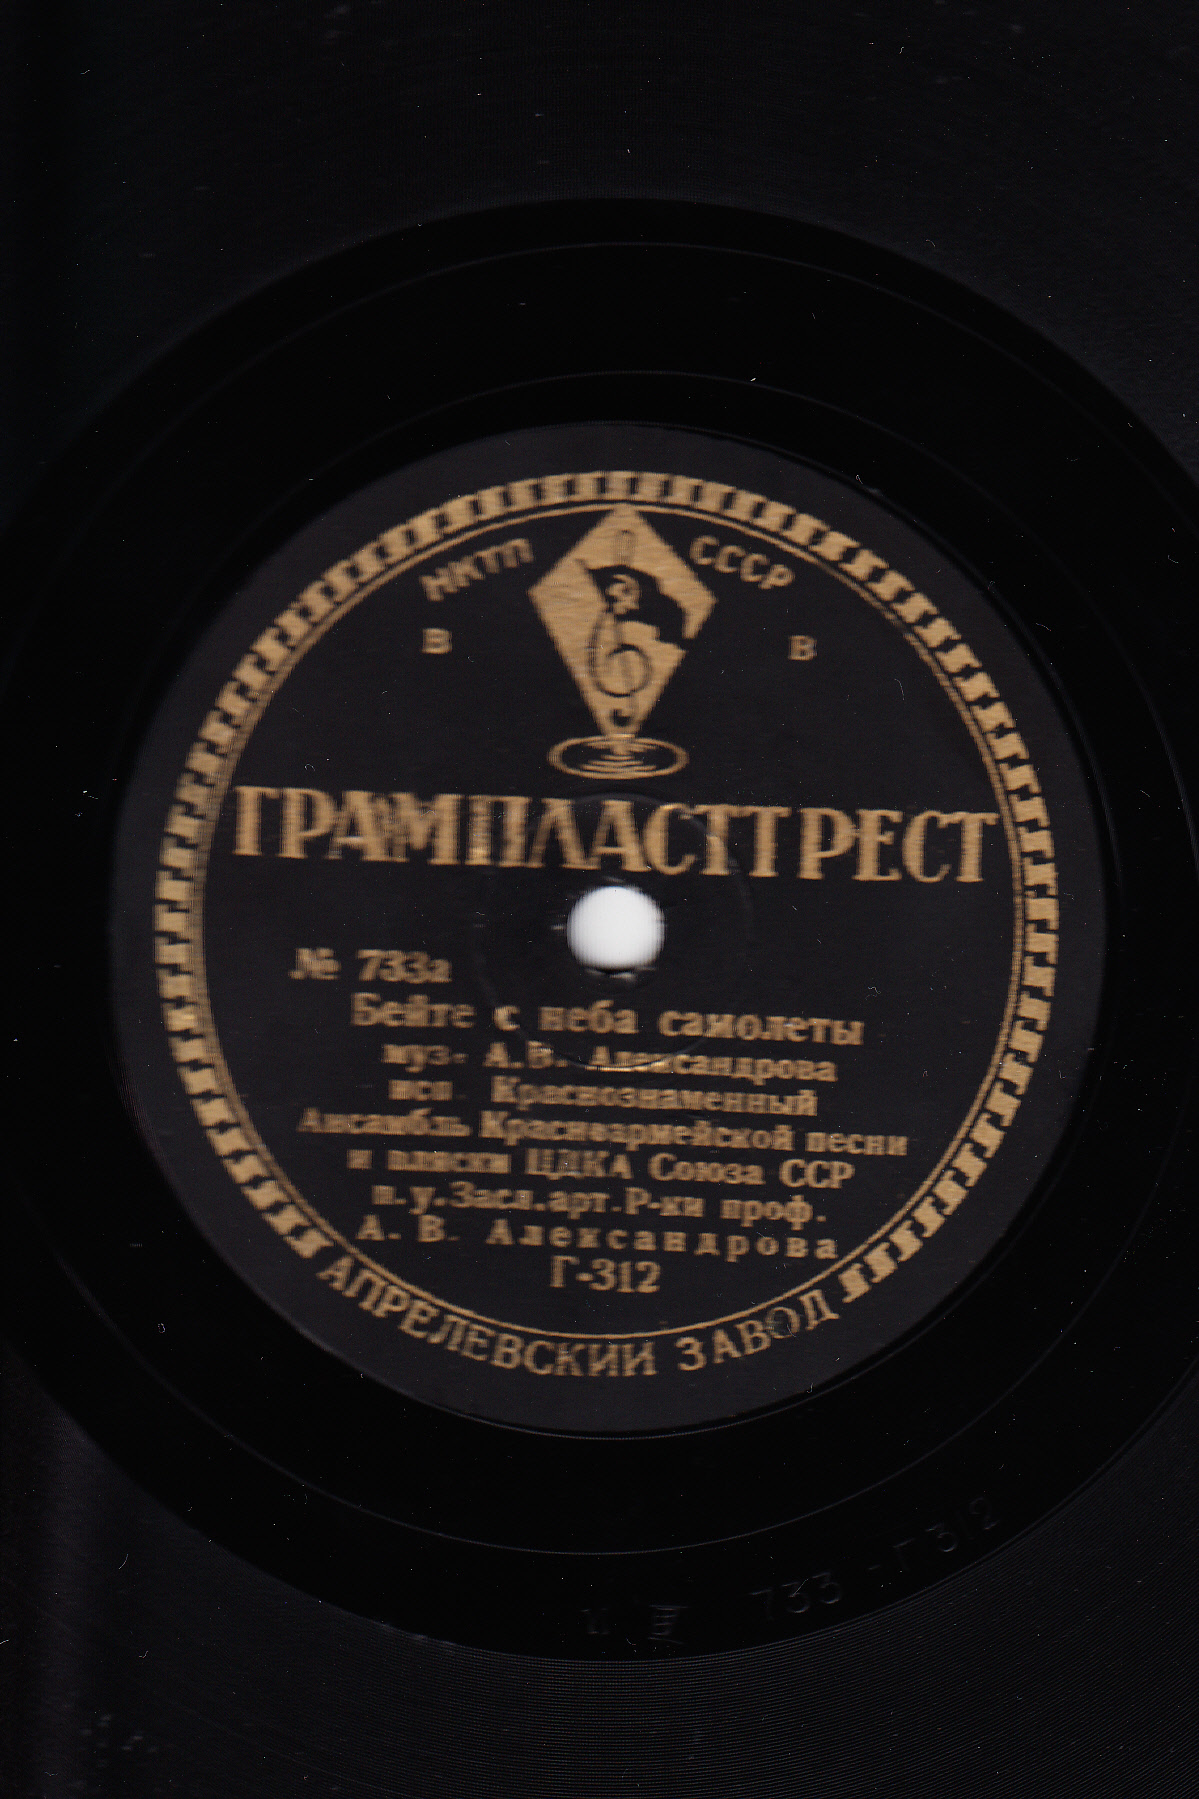 НКТП СССР
В В
ГРАМПЛАСТТРЕСТ
№ 733а
Бейте с неба самолеты
муз. А.В. Александрова
исп. Краснознаменный
Ансамбль Красноармейской песни
и пляски ЦДКА Союза ССР
п.у.Засл.арт.Р-ки проф.
А. В. Александрова
Г-312
АПРЕЛЕВСКИЙ ЗАВОД
733 - Г 312